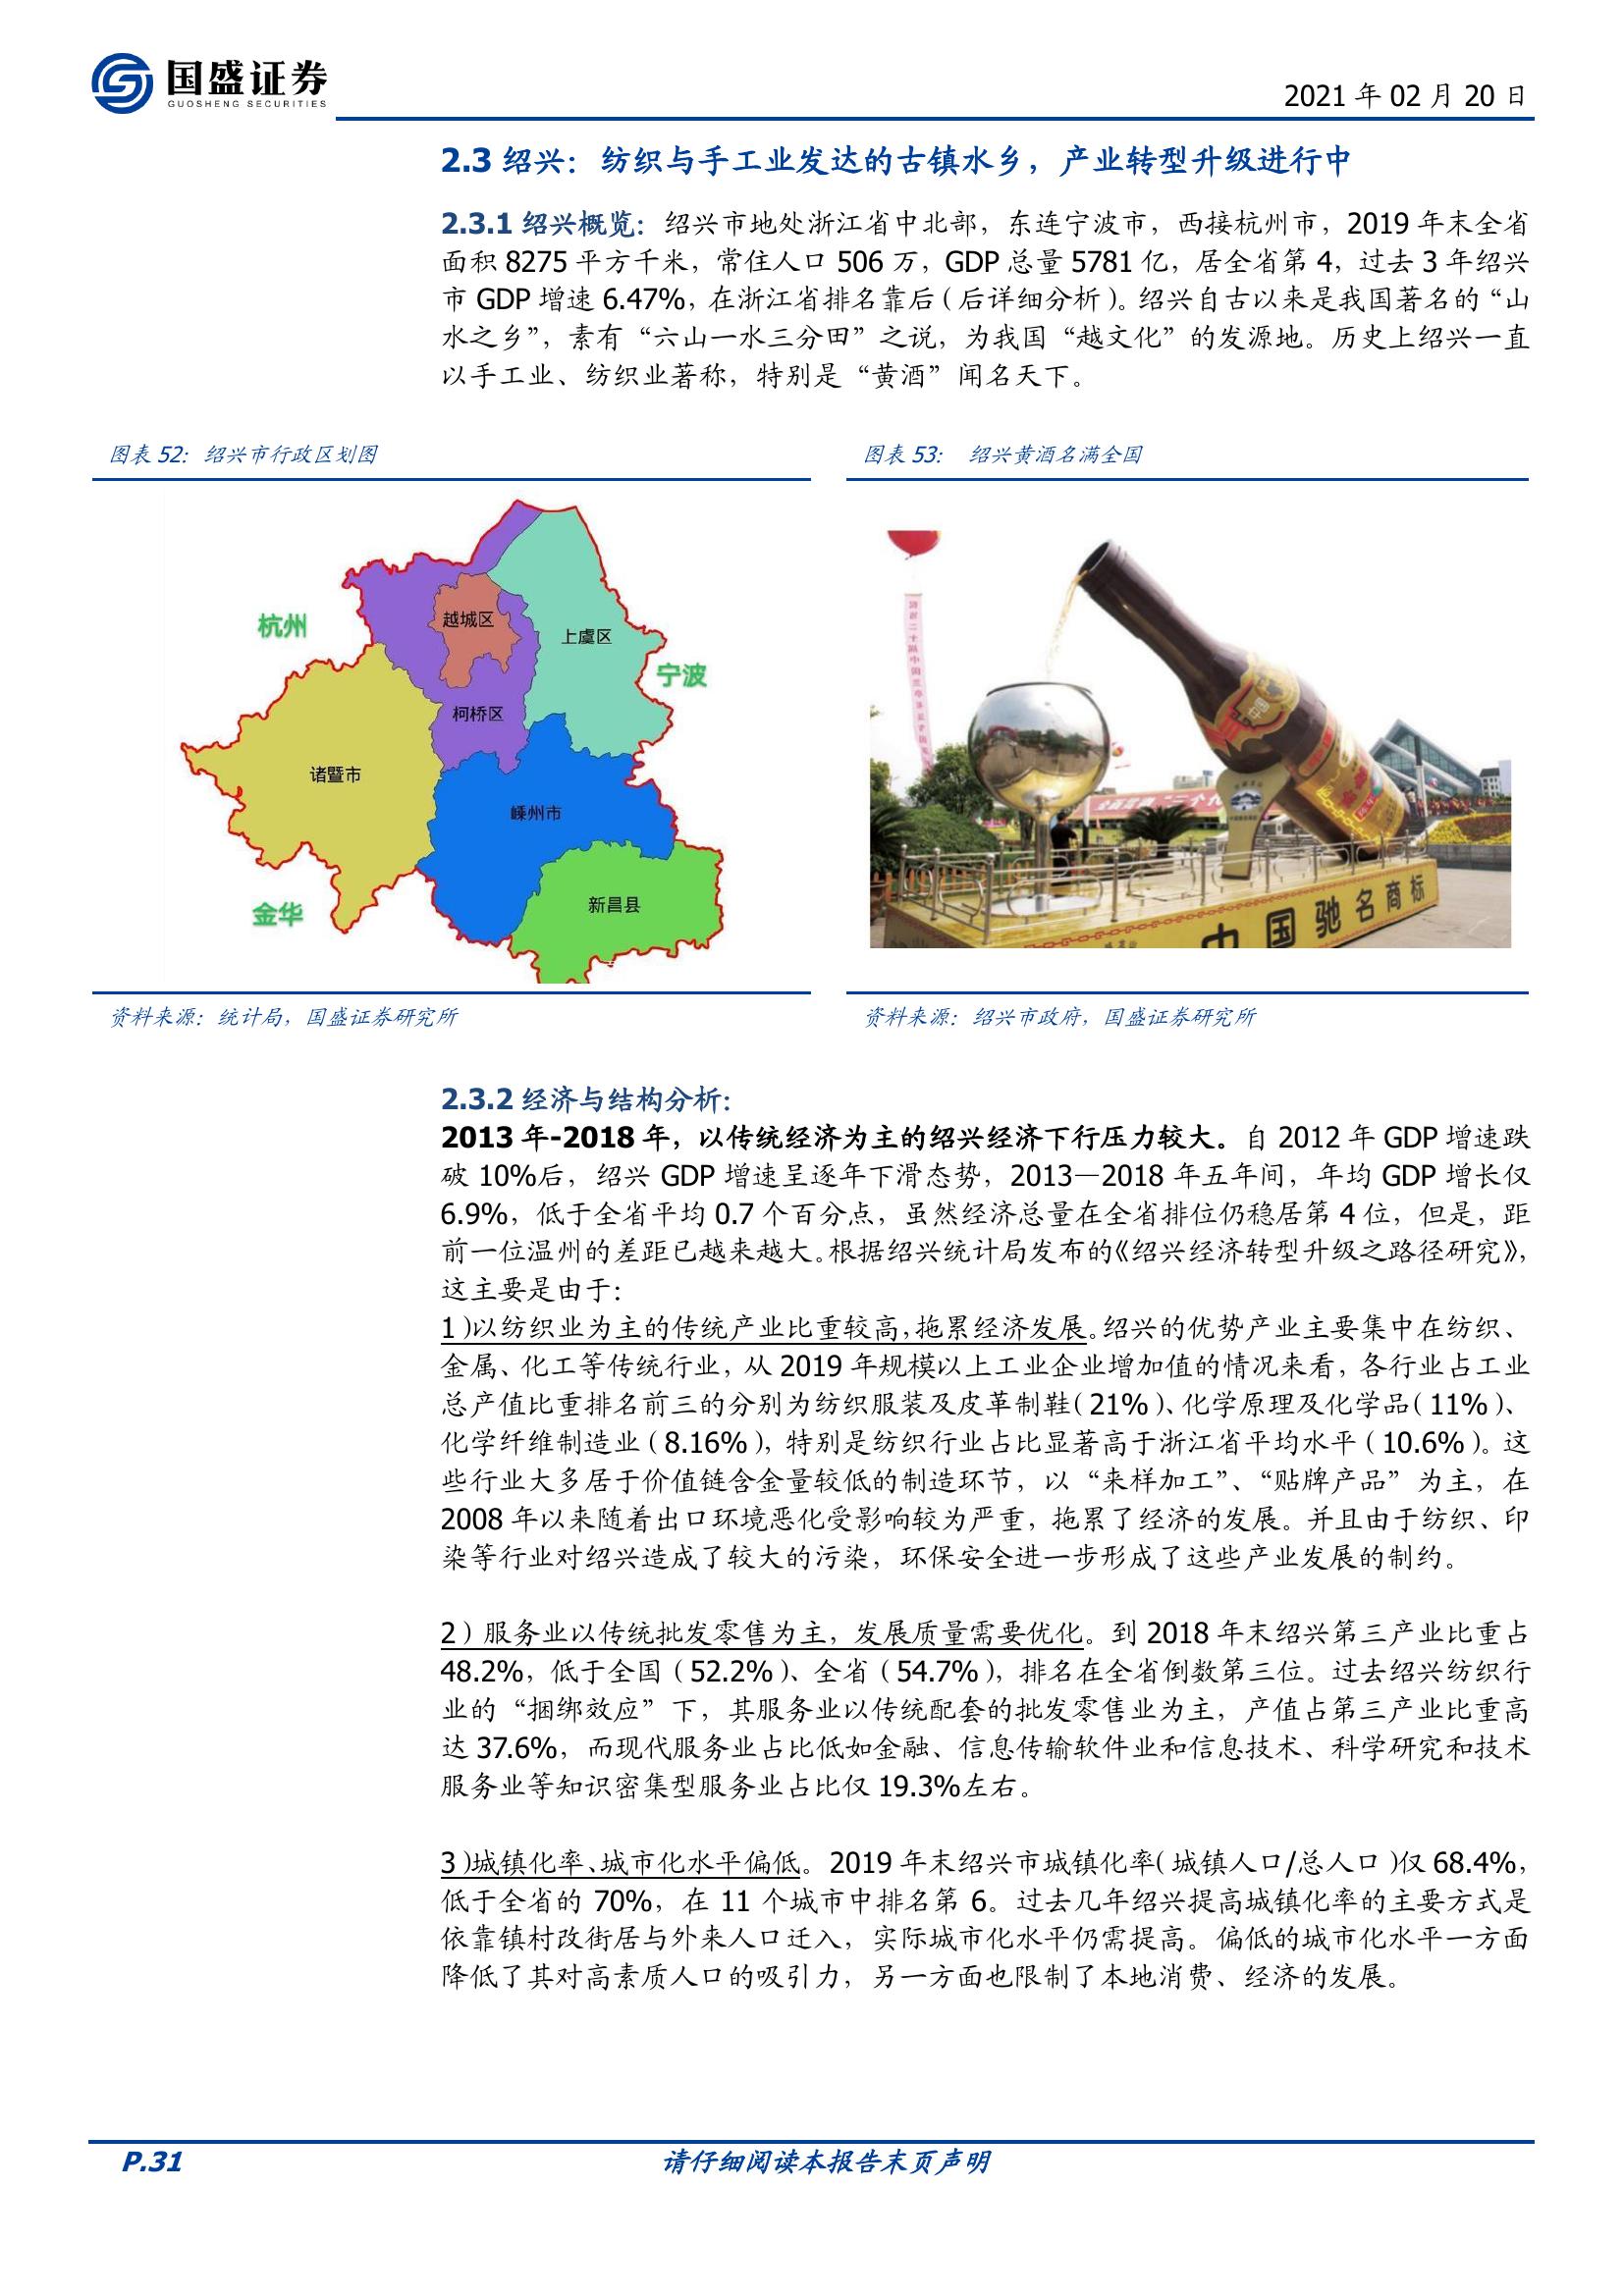 国盛证券
GUOSHENG SECURITIES
2021 年 02 月 20 日
2.3 绍兴：纺织与手工业发达的古镇水乡，产业转型升级进行中
2.3.1 绍兴概览：绍兴市地处浙江省中北部，东连宁波市，西接杭州市，2019 年末全省
面积 8275 平方千米，常住人口 506 万，GDP 总量 5781 亿，居全省第 4，过去 3 年绍兴
市 GDP 增速 6.47%，在浙江省排名靠后（后详细分析）。绍兴自古以来是我国著名的“山
水之乡”，素有“六山一水三分田”之说，为我国“越文化”的发源地。历史上绍兴一直
以手工业、纺织业著称，特别是“黄酒”闻名天下。
图表 52：绍兴市行政区划图
杭州
越城区
上虞区
宁波
柯桥区
诸暨市
嵊州市
新昌县
金华
资料来源：统计局，国盛证券研究所
图表 53： 绍兴黄酒名满全国
中国驰名商标
资料来源：绍兴市政府，国盛证券研究所
2.3.2 经济与结构分析：
2013 年-2018 年，以传统经济为主的绍兴经济下行压力较大。自 2012 年 GDP 增速跌
破 10%后，绍兴 GDP 增速呈逐年下滑态势，2013—2018 年五年间，年均 GDP 增长仅
6.9%，低于全省平均 0.7 个百分点，虽然经济总量在全省排位仍稳居第 4 位，但是，距
前一位温州的差距已越来越大。根据绍兴统计局发布的《绍兴经济转型升级之路径研究》，
这主要是由于：
1）以纺织业为主的传统产业比重较高，拖累经济发展。绍兴的优势产业主要集中在纺织、
金属、化工等传统行业，从 2019 年规模以上工业企业增加值的情况来看，各行业占工业
总产值比重排名前三的分别为纺织服装及皮革制鞋（21%）、化学原理及化学品（11%）、
化学纤维制造业（8.16%），特别是纺织行业占比显著高于浙江省平均水平（10.6%）。这
些行业大多居于价值链含金量较低的制造环节，以“来样加工”、“贴牌产品”为主，在
2008 年以来随着出口环境恶化受影响较为严重，拖累了经济的发展。并且由于纺织、印
染等行业对绍兴造成了较大的污染，环保安全进一步形成了这些产业发展的制约。
2）服务业以传统批发零售为主，发展质量需要优化。到 2018 年末绍兴第三产业比重占
48.2%，低于全国（52.2%）、全省（54.7%），排名在全省倒数第三位。过去绍兴纺织行
业的“捆绑效应”下，其服务业以传统配套的批发零售业为主，产值占第三产业比重高
达 37.6%，而现代服务业占比低如金融、信息传输软件业和信息技术、科学研究和技术
服务业等知识密集型服务业占比仅 19.3%左右。
3）城镇化率、城市化水平偏低。2019 年末绍兴市城镇化率（城镇人口/总人口）仅 68.4%，
低于全省的 70%，在 11 个城市中排名第 6。过去几年绍兴提高城镇化率的主要方式是
依靠镇村改街居与外来人口迁入，实际城市化水平仍需提高。偏低的城市化水平一方面
降低了其对高素质人口的吸引力，另一方面也限制了本地消费、经济的发展。
P.31
请仔细阅读本报告末页声明